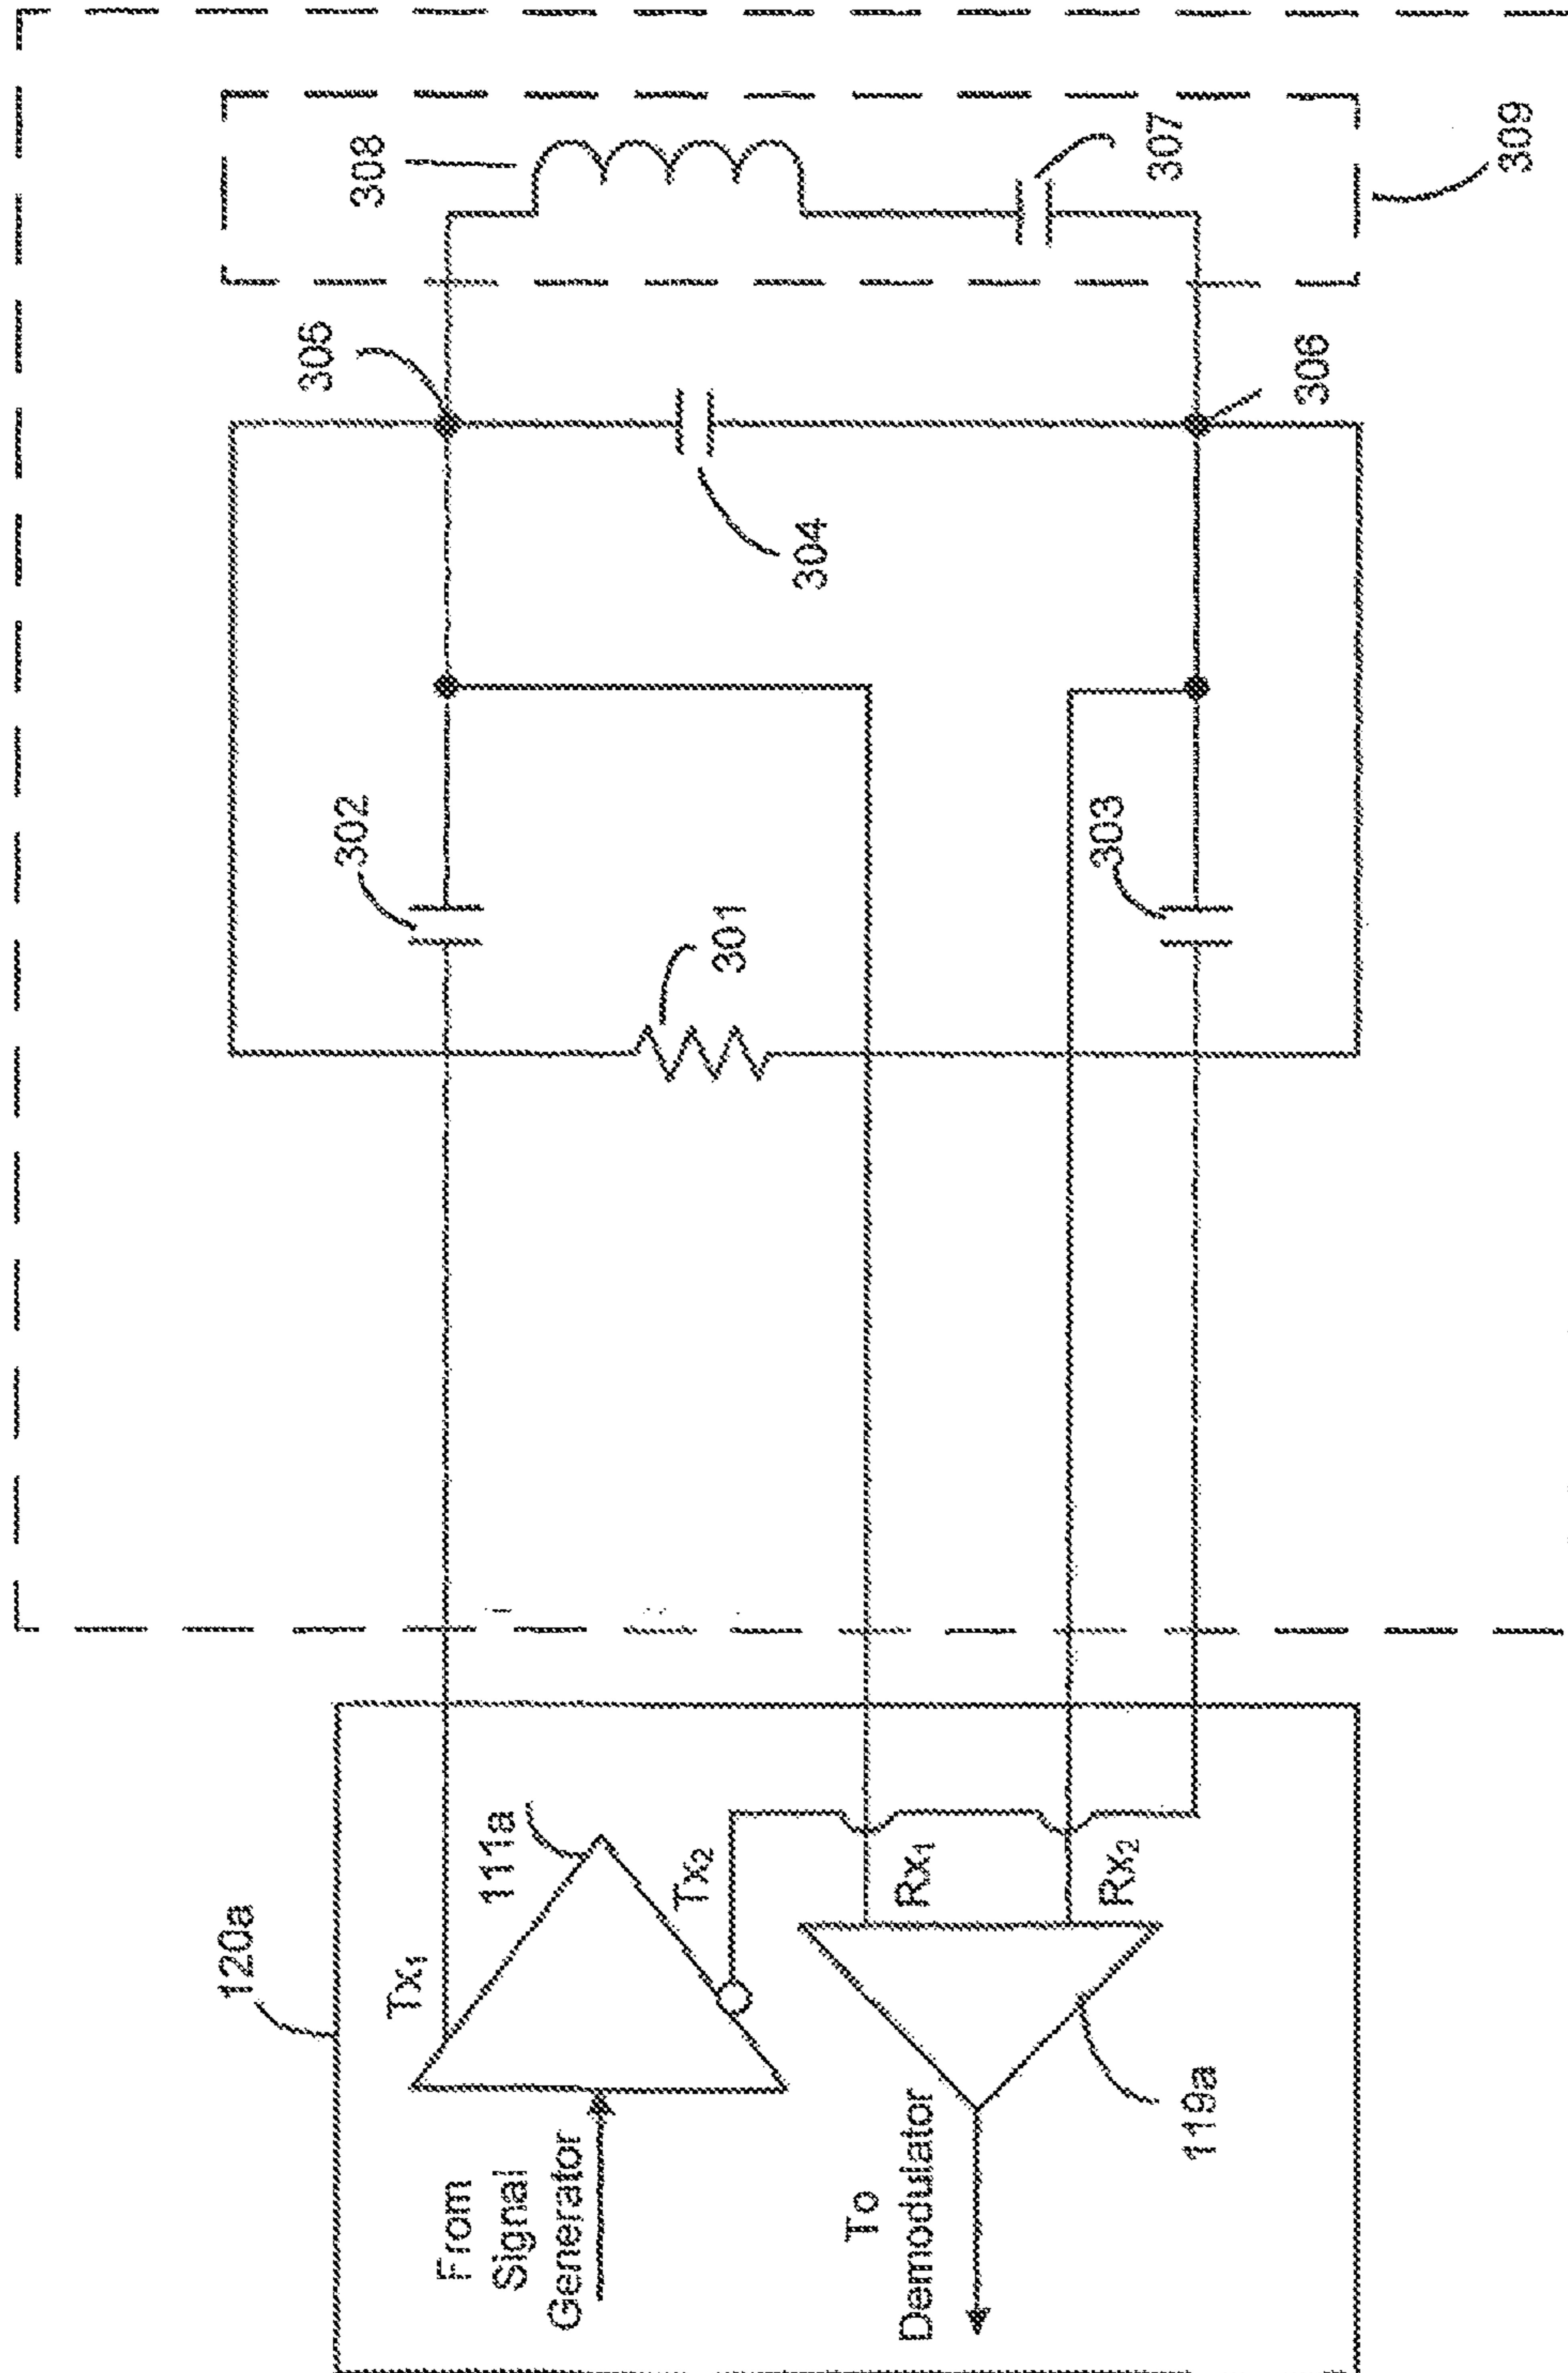 308
307
309
305
306
304
302
303
301
120a
Tx₁
111a
Tx₂
Rx₁
Rx₂
From
Signal
Generator
To
Demodulator
119a